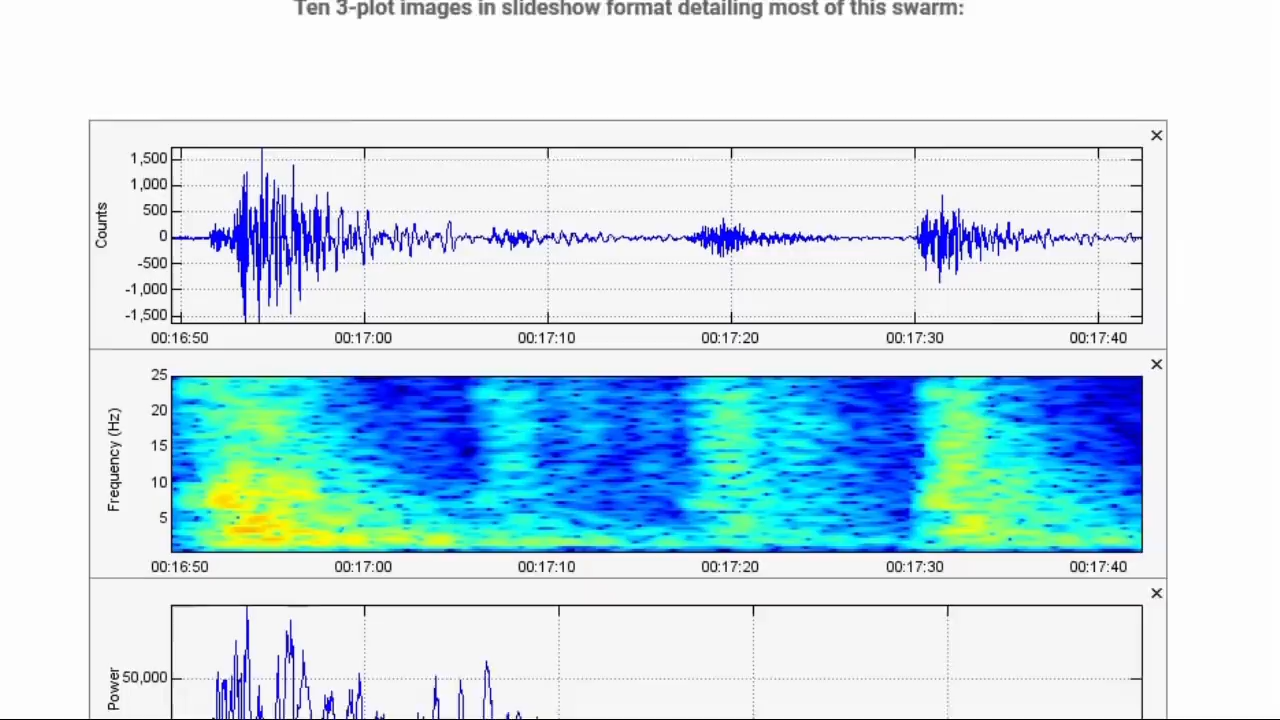 Ten 3-plot images in slideshow format detailing most of this swarm:
Counts
1,500
1,000
500
0
-500
-1,000
-1,500
00:16:50 00:17:00 00:17:10 00:17:20 00:17:30 00:17:40
Frequency (Hz)
25
20
15
10
5
00:16:50 00:17:00 00:17:10 00:17:20 00:17:30 00:17:40
Power
50,000